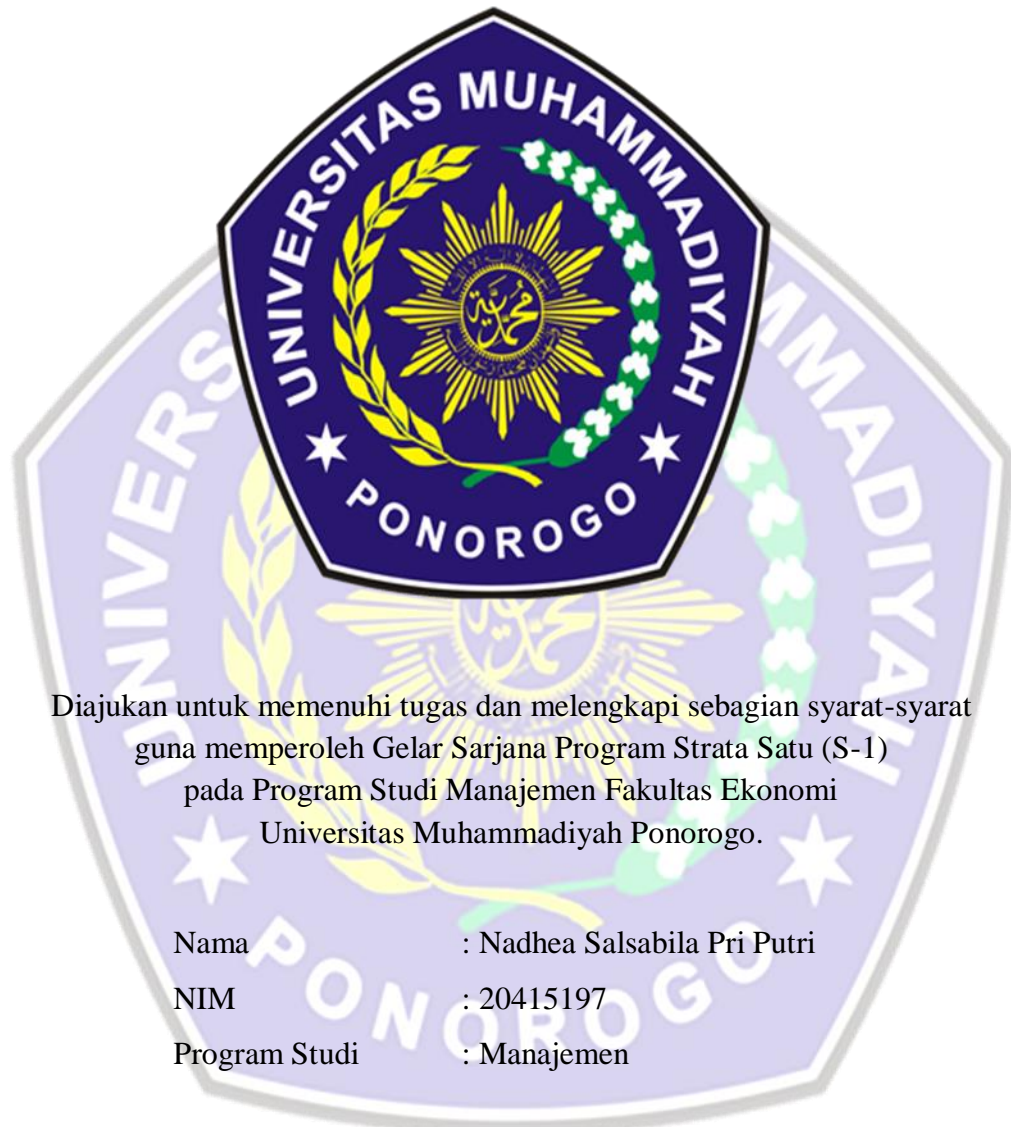 UNIVERSITAS MUHAMMADIYAH
PONOROGO
محمدية
Diajukan untuk memenuhi tugas dan melengkapi sebagian syarat-syarat
guna memperoleh Gelar Sarjana Program Strata Satu (S-1)
pada Program Studi Manajemen Fakultas Ekonomi
Universitas Muhammadiyah Ponorogo.
Nama : Nadhea Salsabila Pri Putri
NIM : 20415197
Program Studi : Manajemen